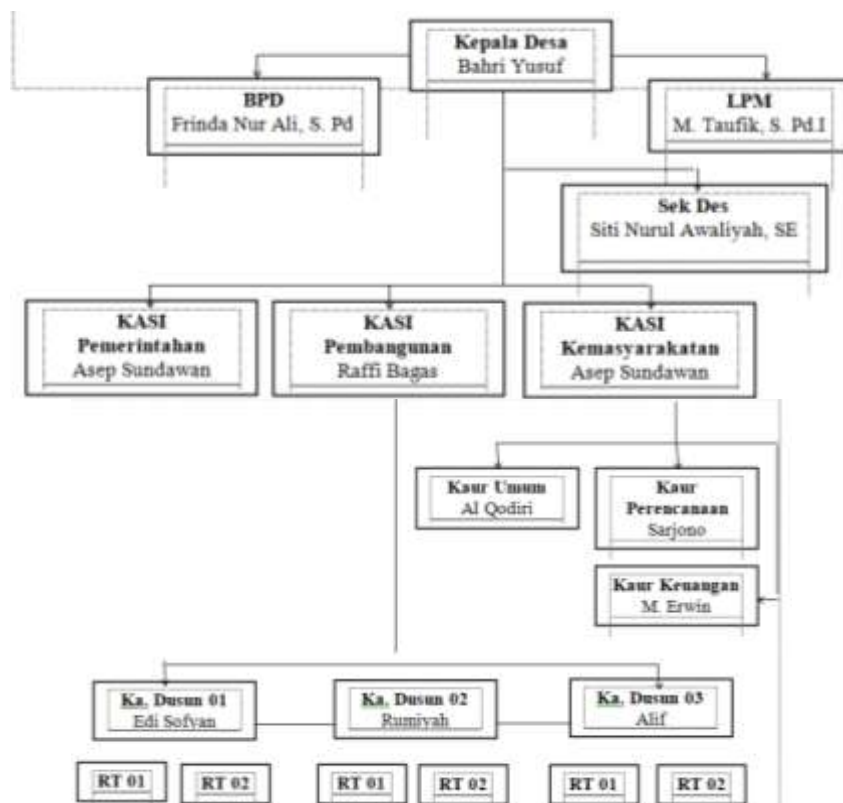 Kepala Desa
Bahri Yusuf
BPD
Frinda Nur Ali, S. Pd
LPM
M. Taufik, S. Pd.I
Sek Des
Siti Nurul Awaliyah, SE
KASI
Pemerintahan
Asep Sundawan
KASI
Pembangunan
Raffi Bagas
KASI
Kemasyarakatan
Asep Sundawan
Kaur Umum
Al Qodiri
Kaur
Perencanaan
Sarjono
Kaur Keuangan
M. Erwin
Ka. Dusun 01
Edi Sofyan
Ka. Dusun 02
Rumiyah
Ka. Dusun 03
Alif
RT 01
RT 02
RT 01
RT 02
RT 01
RT 02